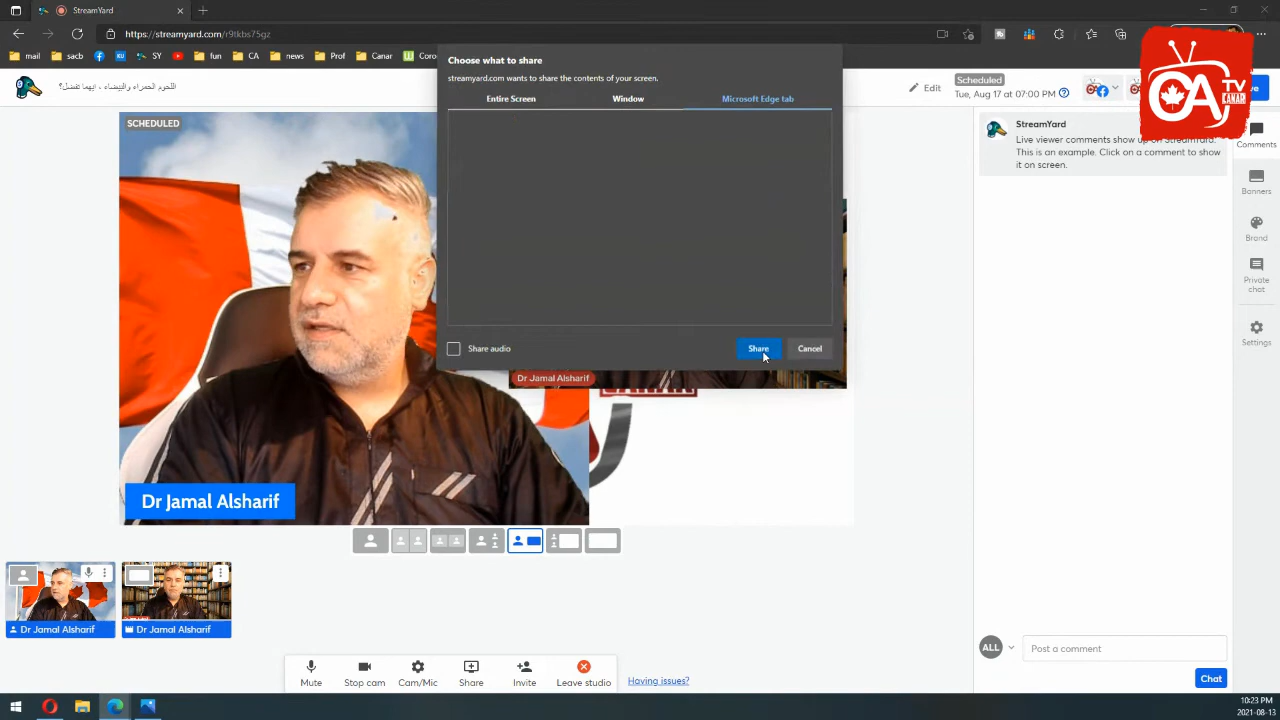 StreamYard
https://streamyard.com/r9tkbs75gz
mail
sacb
SY
fun
CA
news
Prof
Canar
Coro
اللحوم الحمراء والبيضاء ، ايهما تفضل؟
Edit
Scheduled
Tue, Aug 17 at 07:00 PM
TV
CANAR
SCHEDULED
Choose what to share
streamyard.com wants to share the contents of your screen.
Entire Screen
Window
Microsoft Edge tab
Share audio
Share
Cancel
Dr Jamal Alsharif
Dr Jamal Alsharif
StreamYard
Live viewer comments show up on StreamYard.
This is an example. Click on a comment to show
it on screen.
Comments
Banners
Brand
Private
chat
Settings
Dr Jamal Alsharif
Dr Jamal Alsharif
Mute
Stop cam
Cam/Mic
Share
Invite
Leave studio
Having issues?
ALL
Post a comment
Chat
10:23 PM
2021-08-13